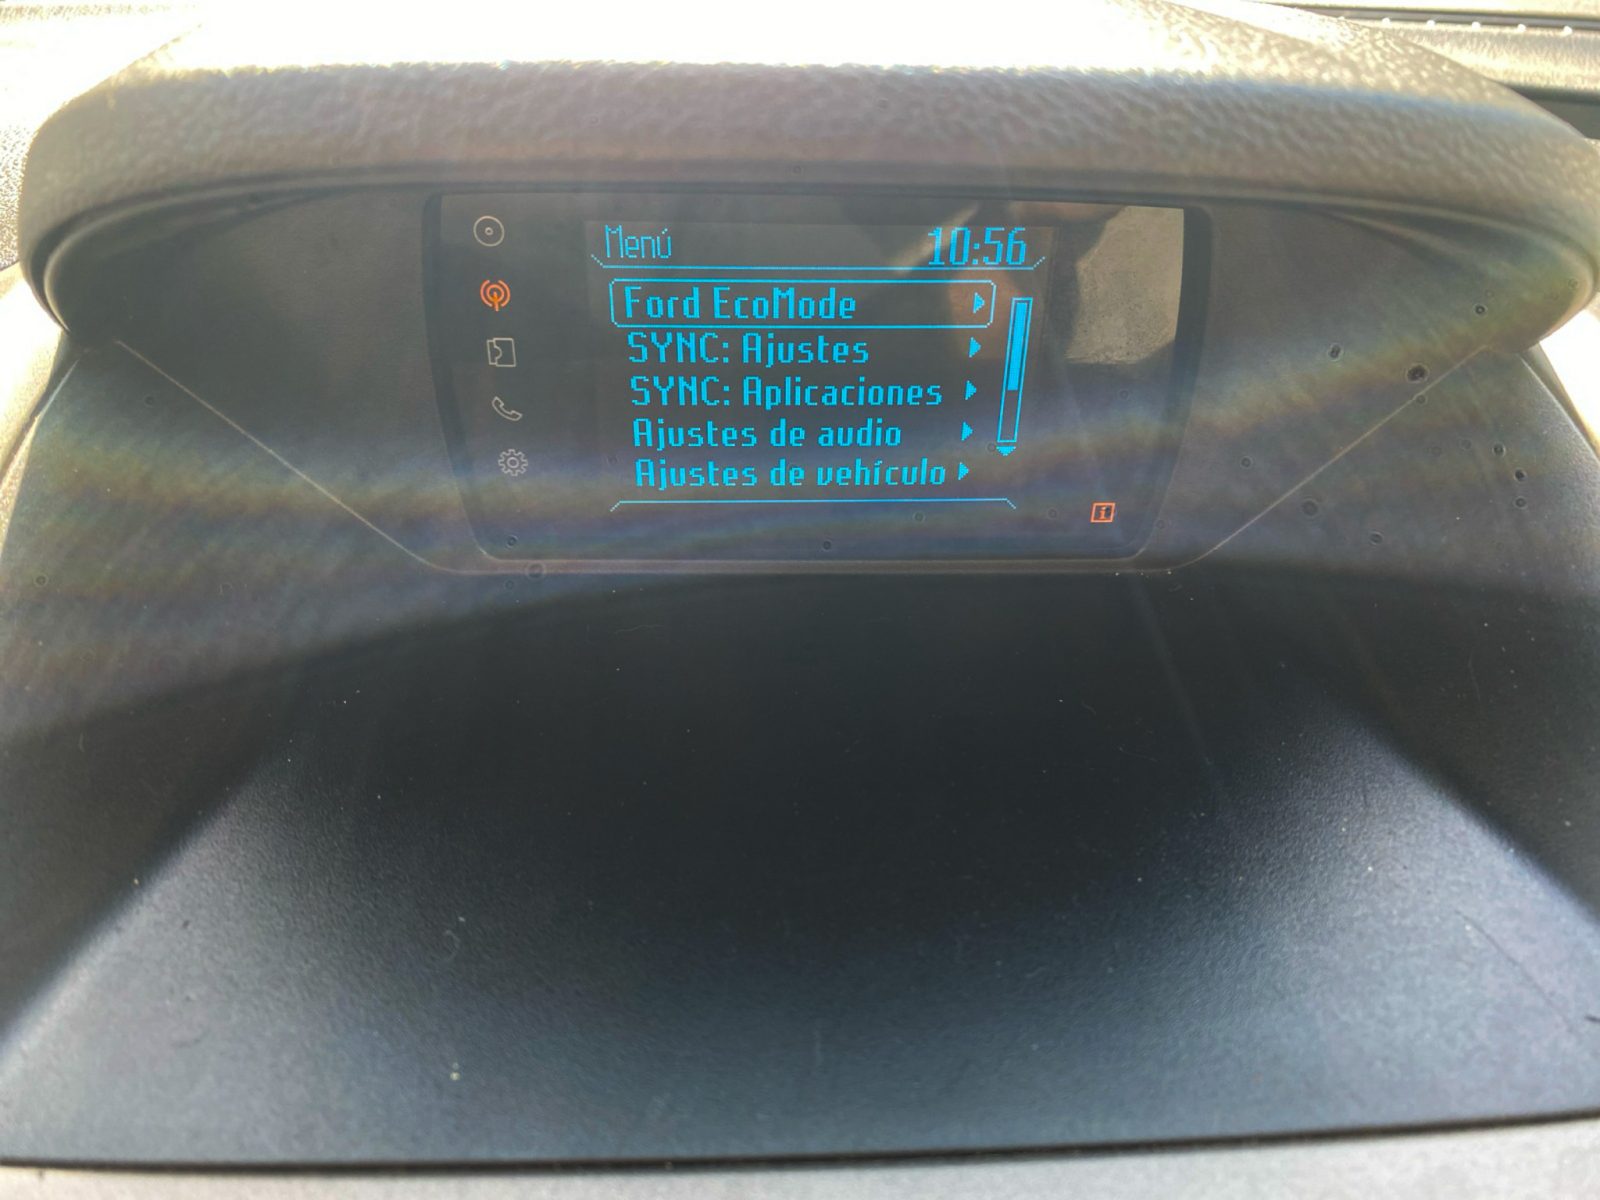 Menú 10:56
Ford EcoMode
SYNC: Ajustes
SYNC: Aplicaciones
Ajustes de audio
Ajustes de vehículo
i